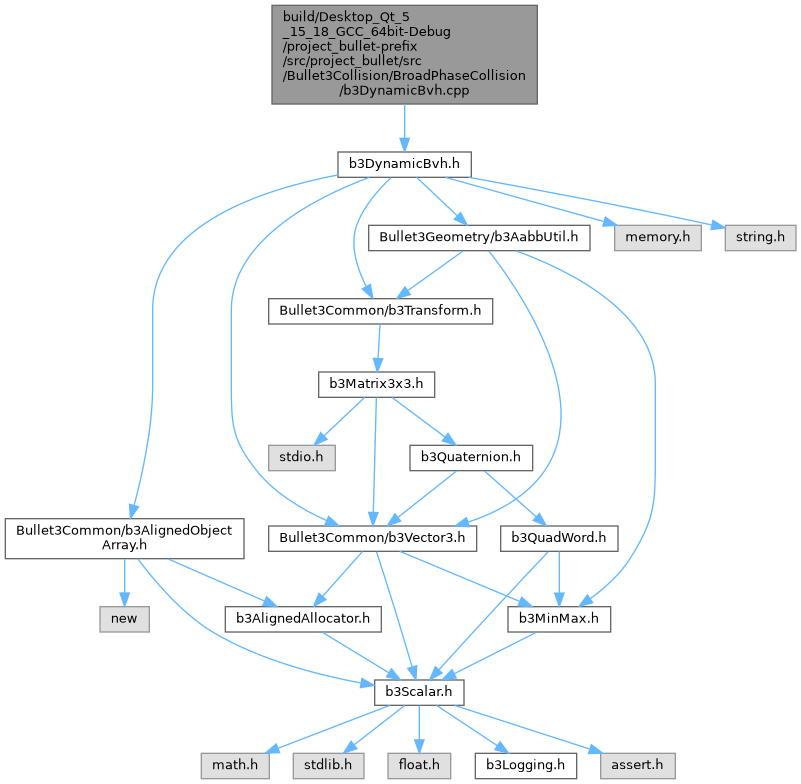 build/Desktop_Qt_5
_15_18_GCC_64bit-Debug
/project_bullet-prefix
/src/project_bullet/src
/Bullet3Collision/BroadPhaseCollision
/b3DynamicBvh.cpp
b3DynamicBvh.h
Bullet3Geometry/b3AabbUtil.h
memory.h
string.h
Bullet3Common/b3Transform.h
b3Matrix3x3.h
stdio.h
b3Quaternion.h
Bullet3Common/b3AlignedObject
Array.h
Bullet3Common/b3Vector3.h
b3QuadWord.h
new
b3AlignedAllocator.h
b3MinMax.h
b3Scalar.h
math.h
stdlib.h
float.h
b3Logging.h
assert.h